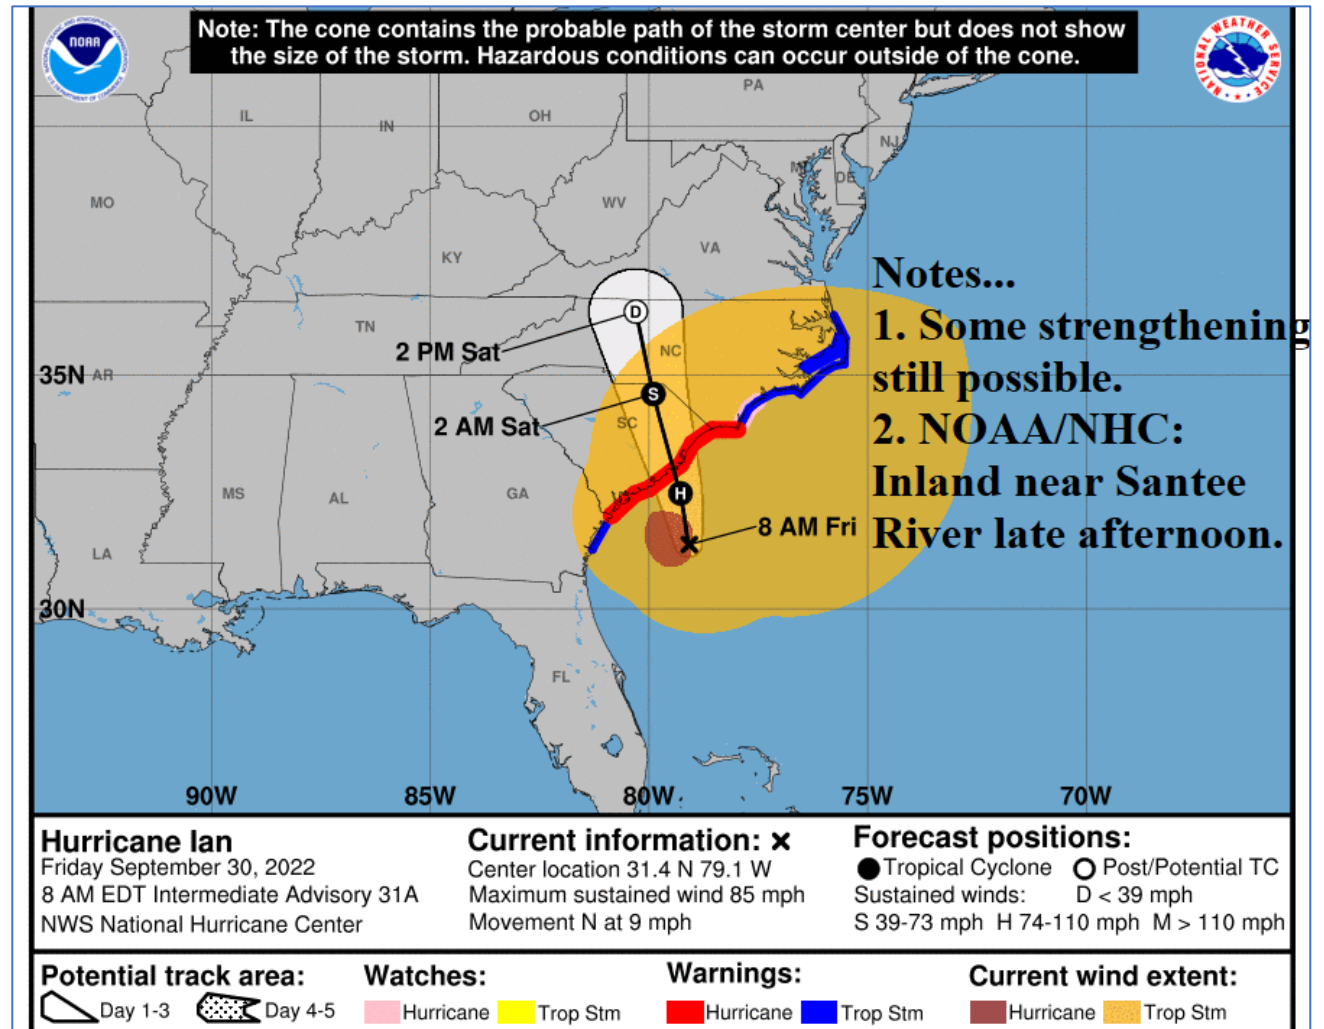 Note: The cone contains the probable path of the storm center but does not show
the size of the storm. Hazardous conditions can occur outside of the cone.
NOAA
NATIONAL WEATHER SERVICE
PA
IL
IN
OH
NJ
MD
DE
MO
WV
VA
KY
Notes...
1. Some strengthening
still possible.
2. NOAA/NHC:
Inland near Santee
River late afternoon.
D
TN
2 PM Sat
NC
35N
AR
S
2 AM Sat
SC
MS
AL
GA
H
8 AM Fri
LA
30N
FL
90W
85W
80W
75W
70W
Hurricane Ian
Friday September 30, 2022
8 AM EDT Intermediate Advisory 31A
NWS National Hurricane Center
Current information: x
Center location 31.4 N 79.1 W
Maximum sustained wind 85 mph
Movement N at 9 mph
Forecast positions:
Tropical Cyclone Post/Potential TC
Sustained winds: D < 39 mph
S 39-73 mph H 74-110 mph M > 110 mph
Potential track area:
Day 1-3 Day 4-5
Watches:
Hurricane Trop Stm
Warnings:
Hurricane Trop Stm
Current wind extent:
Hurricane Trop Stm